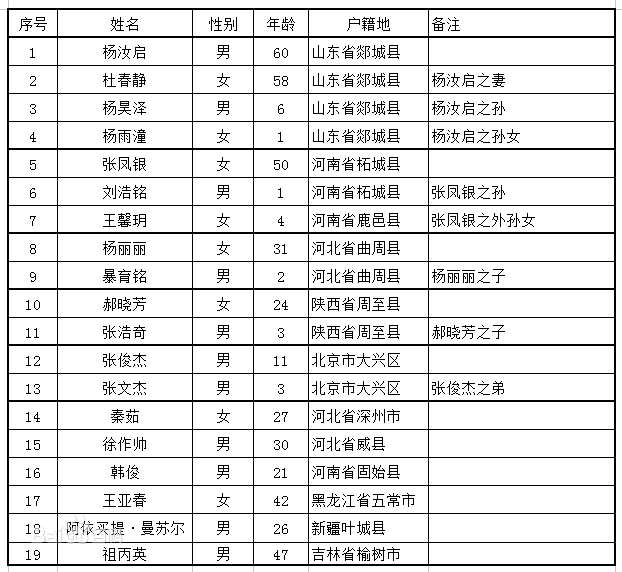 序号 姓名 性别 年龄 户籍地 备注
1 杨汝启 男 60 山东省郯城县
2 杜春静 女 58 山东省郯城县 杨汝启之妻
3 杨昊泽 男 6 山东省郯城县 杨汝启之孙
4 杨雨潼 女 1 山东省郯城县 杨汝启之孙女
5 张凤银 女 50 河南省柘城县
6 刘浩铭 男 1 河南省柘城县 张凤银之孙
7 王馨玥 女 4 河南省鹿邑县 张凤银之外孙女
8 杨丽丽 女 31 河北省曲周县
9 暴育铭 男 2 河北省曲周县 杨丽丽之子
10 郝晓芳 女 24 陕西省周至县
11 张浩奇 男 3 陕西省周至县 郝晓芳之子
12 张俊杰 男 11 北京市大兴区
13 张文杰 男 3 北京市大兴区 张俊杰之弟
14 秦茹 女 27 河北省深州市
15 徐作帅 男 30 河北省威县
16 韩俊 男 21 河南省固始县
17 王亚春 女 42 黑龙江省五常市
18 阿依买提·曼苏尔 男 26 新疆叶城县
19 祖丙英 男 47 吉林省榆树市